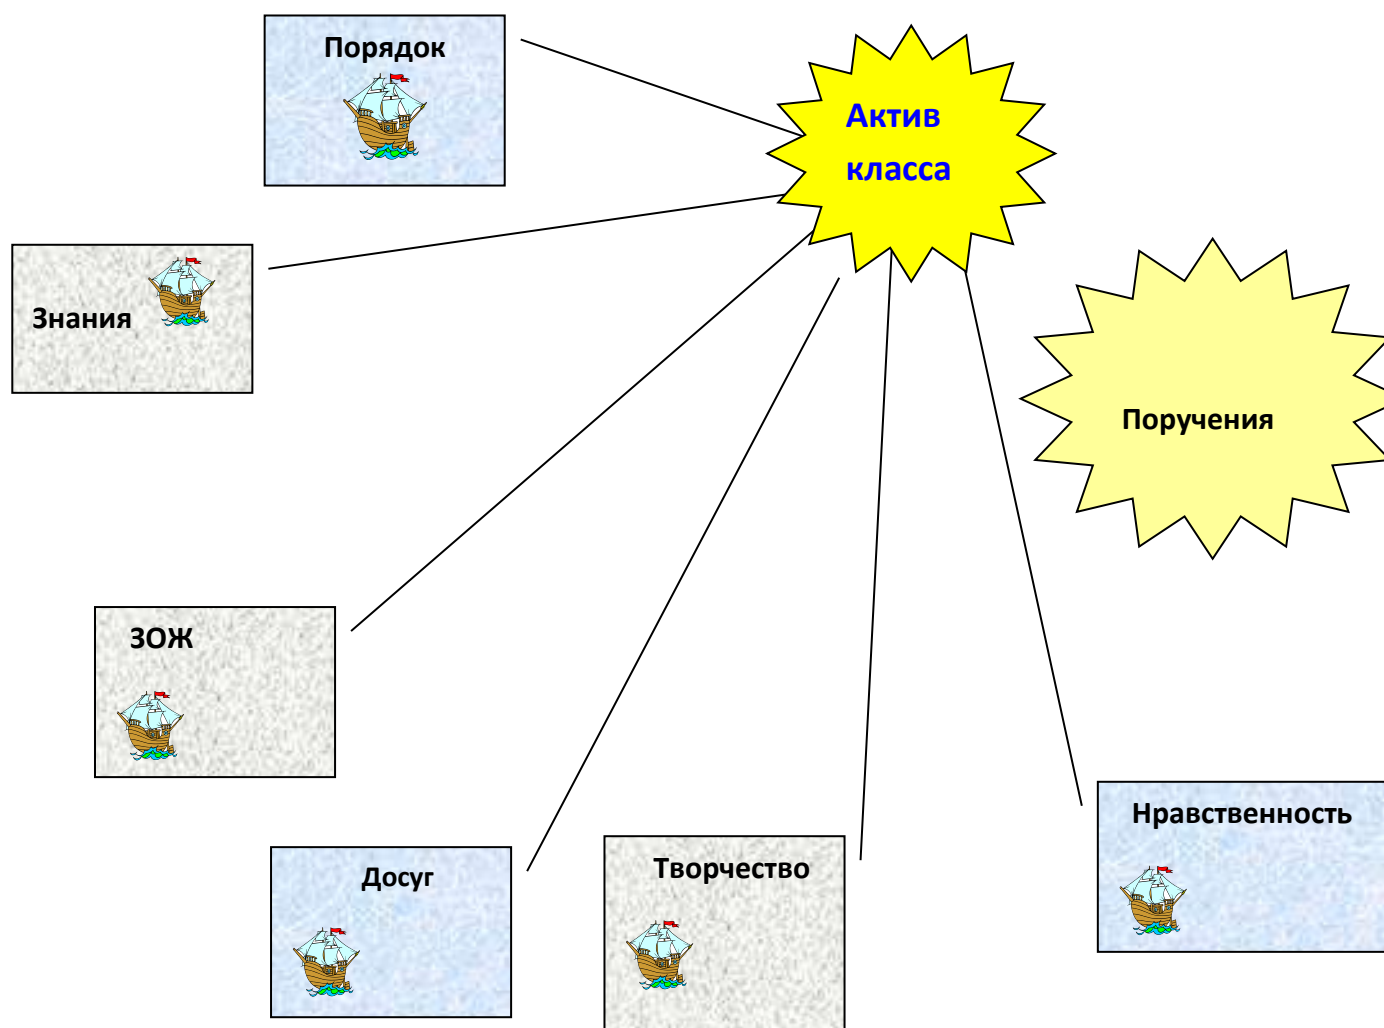 Порядок
Актив
класса
Знания
Поручения
ЗОЖ
Досуг
Творчество
Нравственность